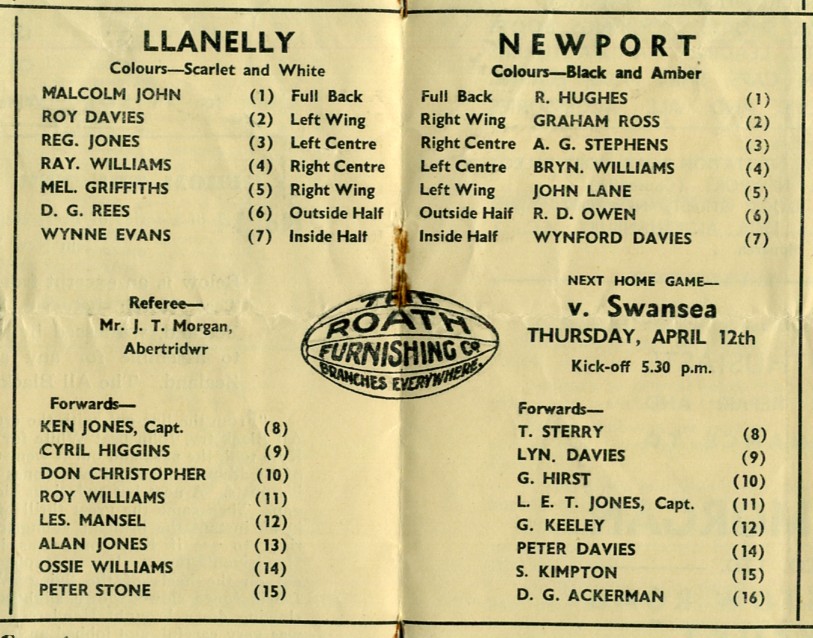 LLANELLY
Colours—Scarlet and White
MALCOLM JOHN (1) Full Back
ROY DAVIES (2) Left Wing
REG. JONES (3) Left Centre
RAY. WILLIAMS (4) Right Centre
MEL. GRIFFITHS (5) Right Wing
D. G. REES (6) Outside Half
WYNNE EVANS (7) Inside Half
Referee—
Mr. J. T. Morgan,
Abertridwr
Forwards—
KEN JONES, Capt. (8)
CYRIL HIGGINS (9)
DON CHRISTOPHER (10)
ROY WILLIAMS (11)
LES. MANSEL (12)
ALAN JONES (13)
OSSIE WILLIAMS (14)
PETER STONE (15)
THE
ROATH
FURNISHING Co
BRANCHES EVERYWHERE.
NEWPORT
Colours—Black and Amber
Full Back R. HUGHES (1)
Right Wing GRAHAM ROSS (2)
Right Centre A. G. STEPHENS (3)
Left Centre BRYN. WILLIAMS (4)
Left Wing JOHN LANE (5)
Outside Half R. D. OWEN (6)
Inside Half WYNFORD DAVIES (7)
NEXT HOME GAME—
v. Swansea
THURSDAY, APRIL 12th
Kick-off 5.30 p.m.
Forwards—
T. STERRY (8)
LYN. DAVIES (9)
G. HIRST (10)
L. E. T. JONES, Capt. (11)
G. KEELEY (12)
PETER DAVIES (14)
S. KIMPTON (15)
D. G. ACKERMAN (16)